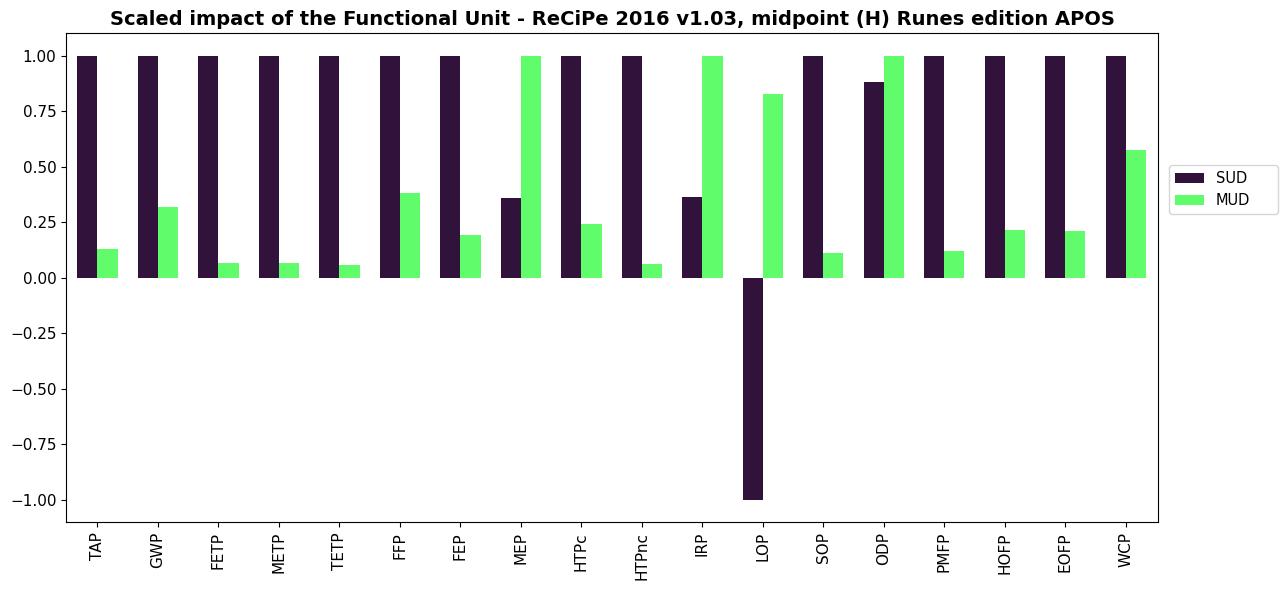 Scaled impact of the Functional Unit - ReCiPe 2016 v1.03, midpoint (H) Runes edition APOS
1.00
0.75
0.50
0.25
0.00
−0.25
−0.50
−0.75
−1.00
TAP
GWP
FETP
METP
TETP
FFP
FEP
MEP
HTPc
HTPnc
IRP
LOP
SOP
ODP
PMFP
HOFP
EOFP
WCP
SUD
MUD